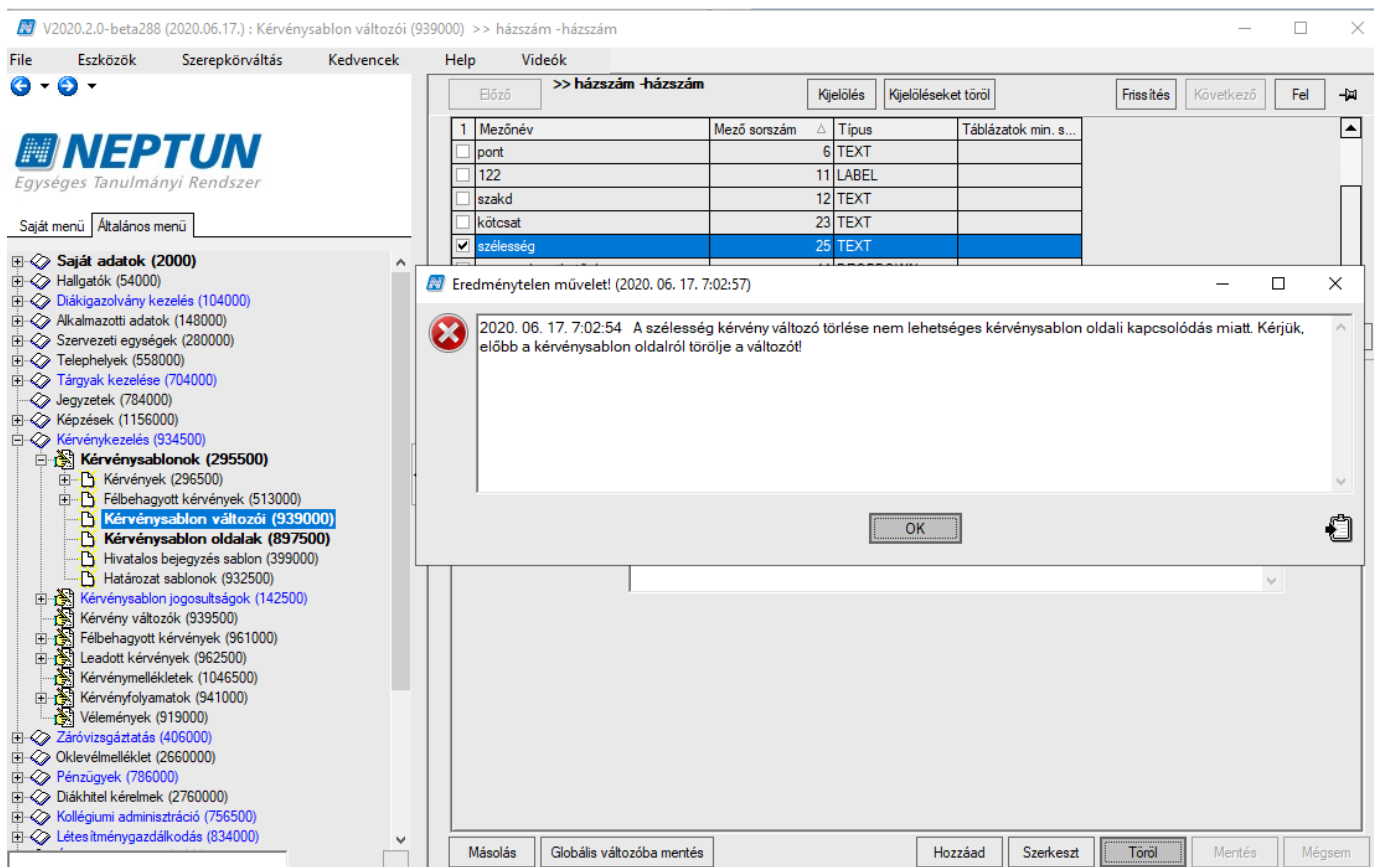 V2020.2.0-beta288 (2020.06.17.) : Kérvénysablon változói (939000) >> házszám -házszám
File Eszközök Szerepkörváltás Kedvencek Help Videók
NEPTUN
Egységes Tanulmányi Rendszer
Saját menü Általános menü
Saját adatok (2000)
Hallgatók (54000)
Diákigazolvány kezelés (104000)
Alkalmazotti adatok (148000)
Szervezeti egységek (280000)
Telephelyek (558000)
Tárgyak kezelése (704000)
Jegyzetek (784000)
Képzések (1156000)
Kérvénykezelés (934500)
Kérvénysablonok (295500)
Kérvények (296500)
Félbehagyott kérvények (513000)
Kérvénysablon változói (939000)
Kérvénysablon oldalak (897500)
Hivatalos bejegyzés sablon (399000)
Határozat sablonok (932500)
Kérvénysablon jogosultságok (142500)
Kérvény változók (939500)
Félbehagyott kérvények (961000)
Leadott kérvények (962500)
Kérvénymellékletek (1046500)
Kérvényfolyamatok (941000)
Vélemények (919000)
Záróvizsgáztatás (406000)
Oklevélmelléklet (2660000)
Pénzügyek (786000)
Diákhitel kérelmek (2760000)
Kollégiumi adminisztráció (756500)
Létesítménygazdálkodás (834000)
Előző >> házszám -házszám Kijelölés Kijelöléseket töröl Frissítés Következő Fel
1 Mezőnév Mező sorszám Típus Táblázatok min. s...
pont 6 TEXT
122 11 LABEL
szakd 12 TEXT
kötcsat 23 TEXT
szélesség 25 TEXT
Eredménytelen művelet! (2020. 06. 17. 7:02:57)
2020. 06. 17. 7:02:54 A szélesség kérvény változó törlése nem lehetséges kérvénysablon oldali kapcsolódás miatt. Kérjük,
előbb a kérvénysablon oldalról törölje a változót!
OK
Másolás Globális változóba mentés Hozzáad Szerkeszt Töröl Mentés Mégsem